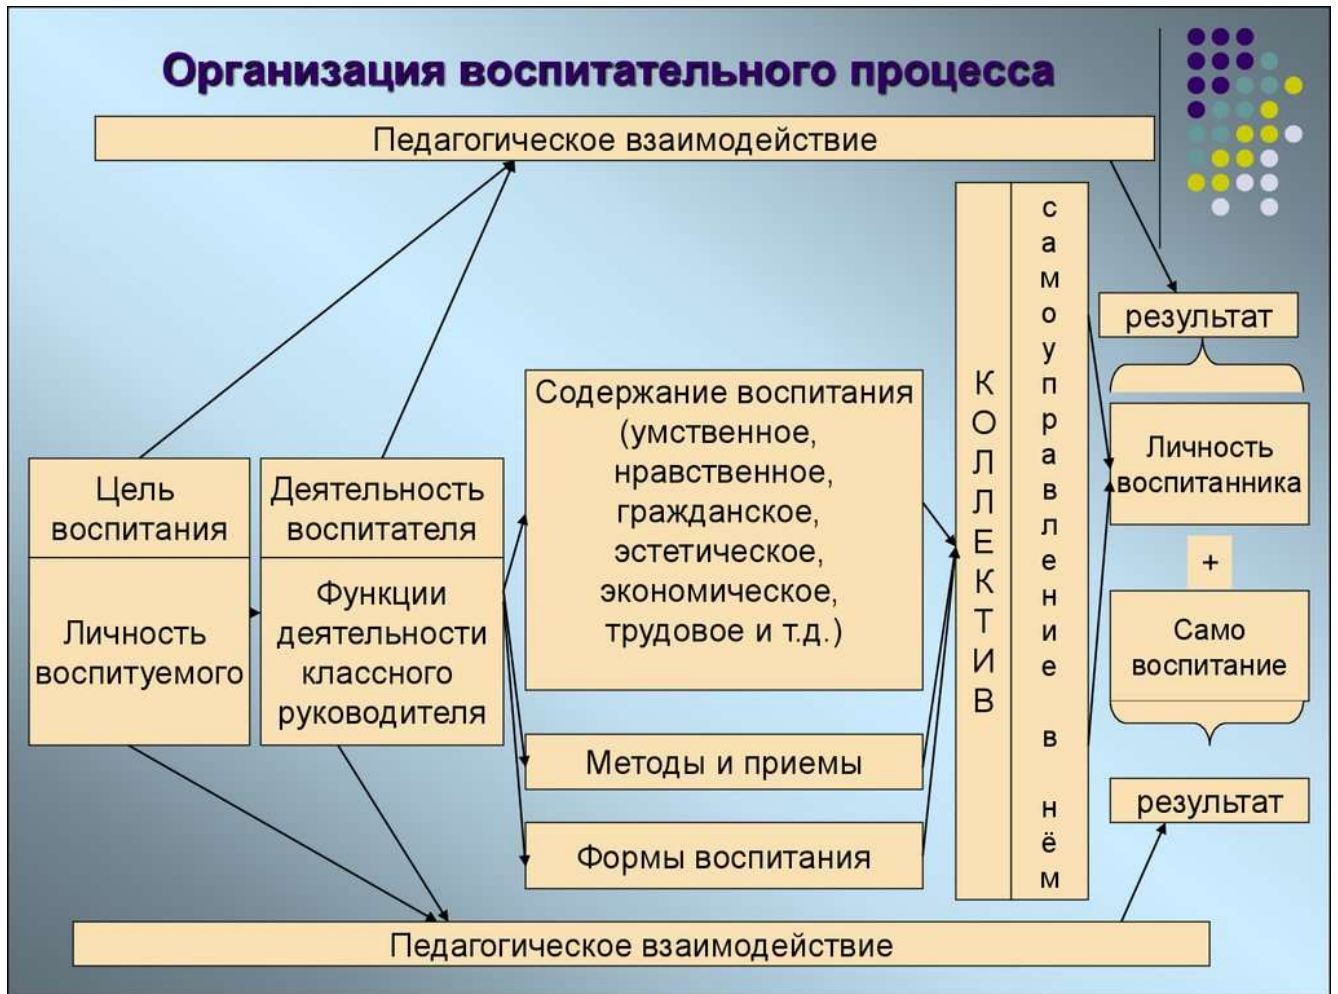 Организация воспитательного процесса
Педагогическое взаимодействие
Цель
воспитания
Личность
воспитуемого
Деятельность
воспитателя
Функции
деятельности
классного
руководителя
Содержание воспитания
(умственное,
нравственное,
гражданское,
эстетическое,
экономическое,
трудовое и т.д.)
Методы и приемы
Формы воспитания
КОЛЛЕКТИВ
самоуправление в нём
результат
Личность
воспитанника
+
Само
воспитание
результат
Педагогическое взаимодействие